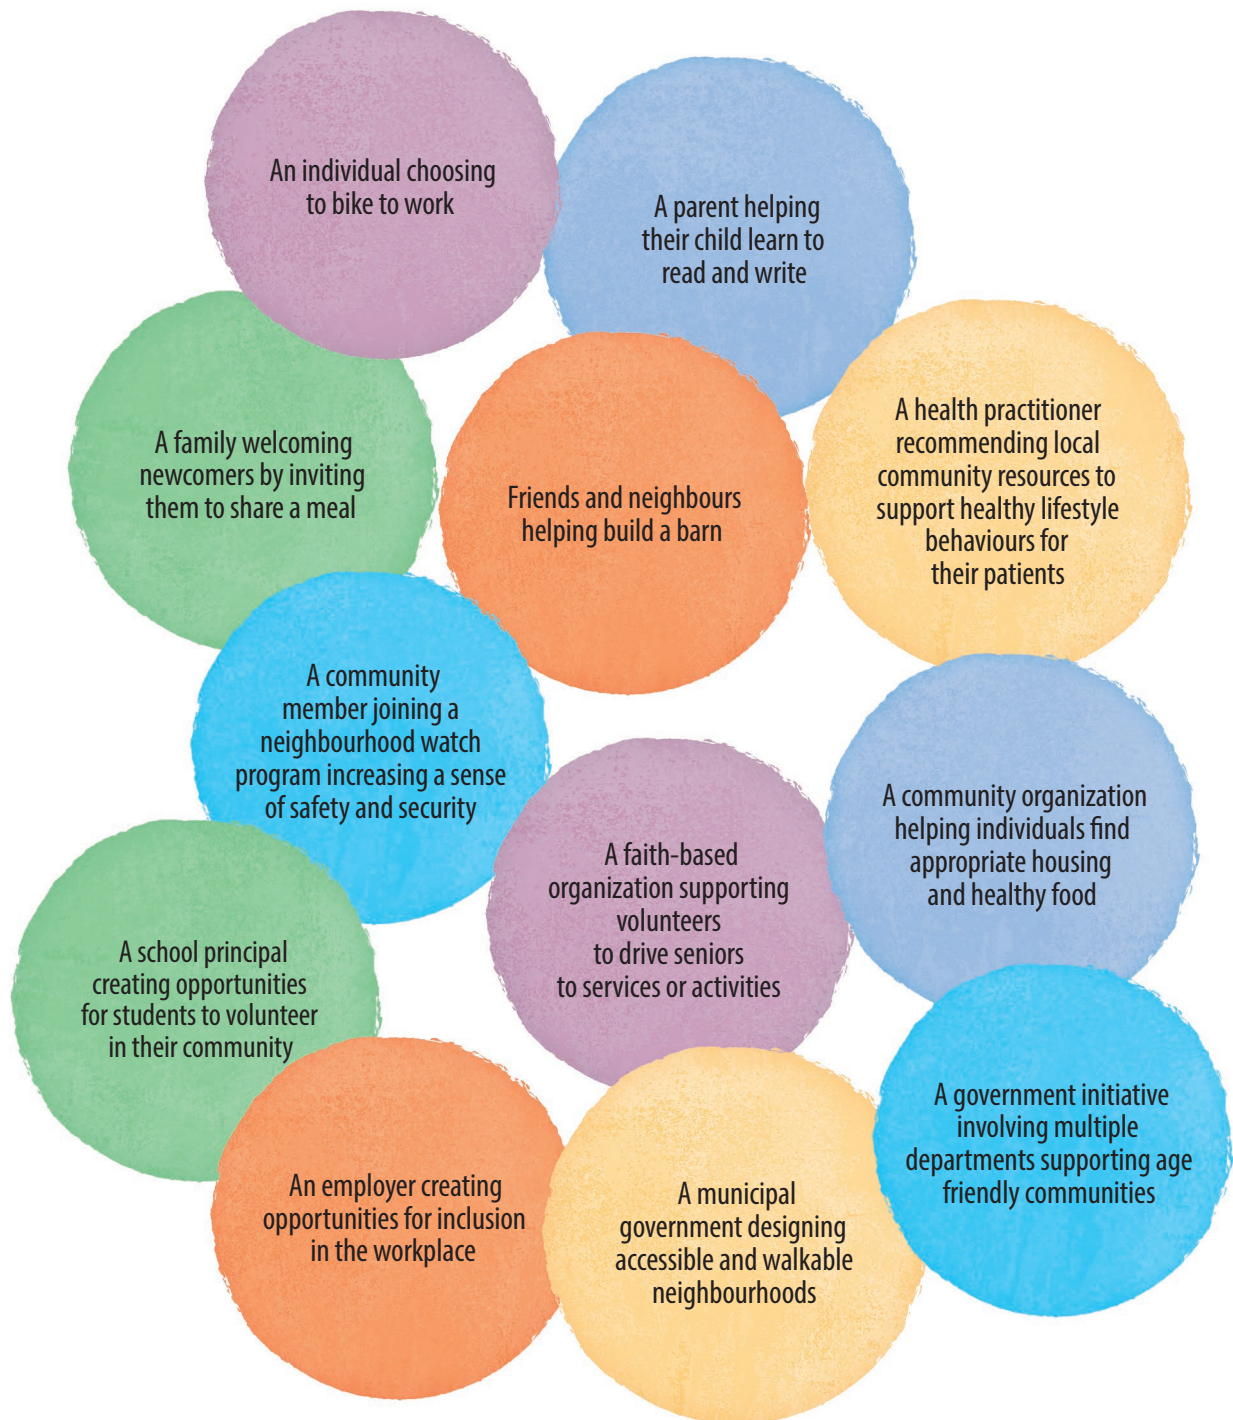 An individual choosing
to bike to work
A parent helping
their child learn to
read and write
A family welcoming
newcomers by inviting
them to share a meal
Friends and neighbours
helping build a barn
A health practitioner
recommending local
community resources to
support healthy lifestyle
behaviours for
their patients
A community
member joining a
neighbourhood watch
program increasing a sense
of safety and security
A faith-based
organization supporting
volunteers
to drive seniors
to services or activities
A community organization
helping individuals find
appropriate housing
and healthy food
A school principal
creating opportunities
for students to volunteer
in their community
An employer creating
opportunities for inclusion
in the workplace
A municipal
government designing
accessible and walkable
neighbourhoods
A government initiative
involving multiple
departments supporting age
friendly communities